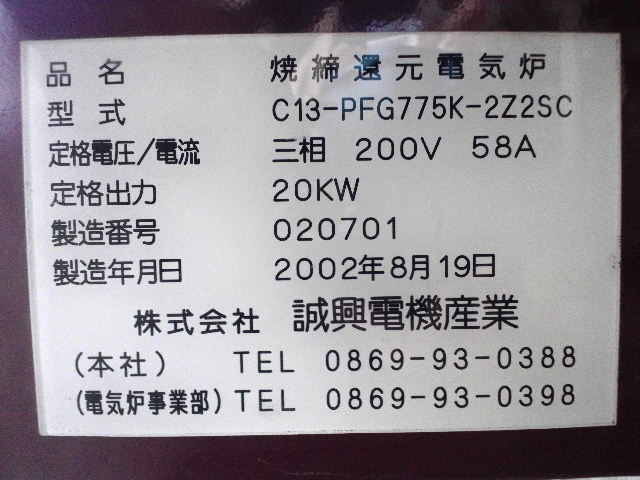 品名 焼締還元電気炉
型式 C13-PFG775K-2Z2SC
定格電圧/電流 三相 200V 58A
定格出力 20KW
製造番号 020701
製造年月日 2002年8月19日
株式会社 誠興電機産業
(本社) TEL 0869-93-0388
(電気炉事業部) TEL 0869-93-0398